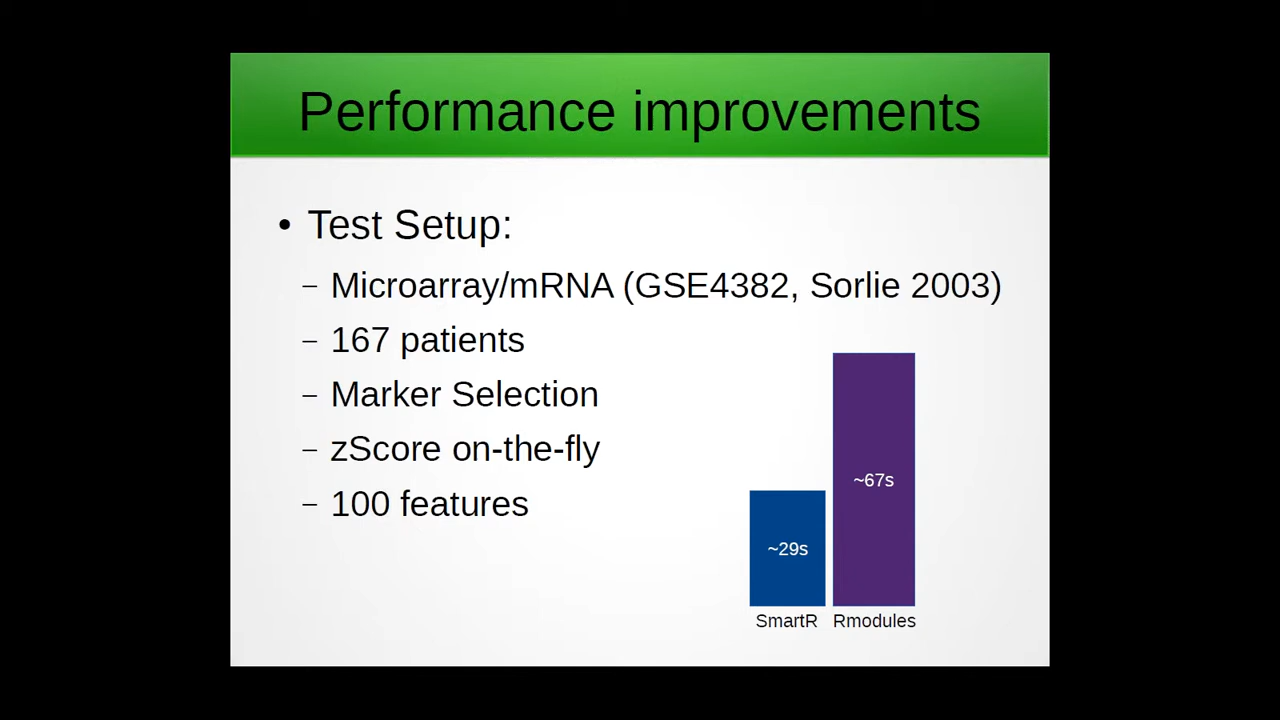 Performance improvements
• Test Setup:
– Microarray/mRNA (GSE4382, Sorlie 2003)
– 167 patients
– Marker Selection
– zScore on-the-fly
– 100 features
~67s
~29s
SmartR Rmodules